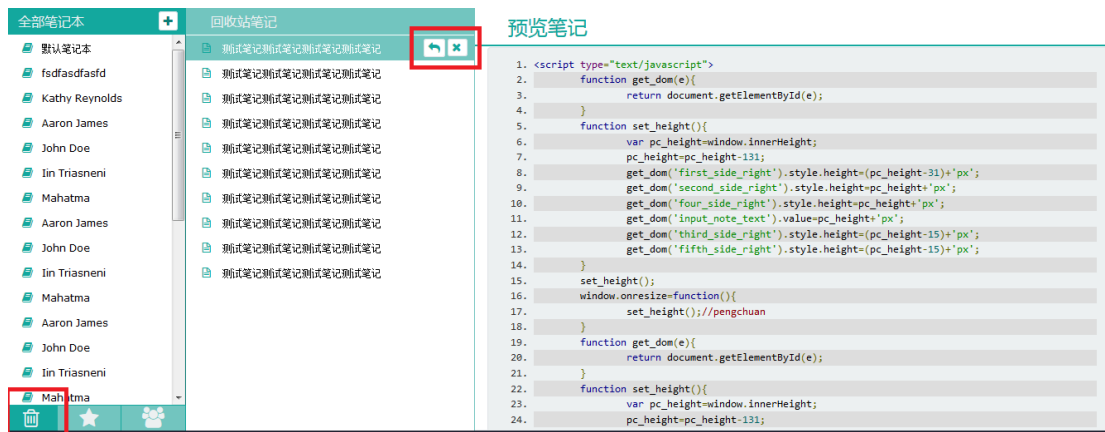 全部笔记本
默认笔记本
fsdfasdfasfd
Kathy Reynolds
Aaron James
John Doe
Iin Triasneni
Mahatma
Aaron James
John Doe
Iin Triasneni
Mahatma
Aaron James
John Doe
Iin Triasneni
Mahatma
回收站笔记
测试笔记测试笔记测试笔记测试笔记
测试笔记测试笔记测试笔记测试笔记
测试笔记测试笔记测试笔记测试笔记
测试笔记测试笔记测试笔记测试笔记
测试笔记测试笔记测试笔记测试笔记
测试笔记测试笔记测试笔记测试笔记
测试笔记测试笔记测试笔记测试笔记
测试笔记测试笔记测试笔记测试笔记
测试笔记测试笔记测试笔记测试笔记
测试笔记测试笔记测试笔记测试笔记
预览笔记
1. <script type="text/javascript">
2. function get_dom(e){
3. return document.getElementById(e);
4. }
5. function set_height(){
6. var pc_height=window.innerHeight;
7. pc_height=pc_height-131;
8. get_dom('first_side_right').style.height=(pc_height-31)+'px';
9. get_dom('second_side_right').style.height=pc_height+'px';
10. get_dom('four_side_right').style.height=pc_height+'px';
11. get_dom('input_note_text').value=pc_height+'px';
12. get_dom('third_side_right').style.height=(pc_height-15)+'px';
13. get_dom('fifth_side_right').style.height=(pc_height-15)+'px';
14. }
15. set_height();
16. window.onresize=function(){
17. set_height();//pengchuan
18. }
19. function get_dom(e){
20. return document.getElementById(e);
21. }
22. function set_height(){
23. var pc_height=window.innerHeight;
24. pc_height=pc_height-131;